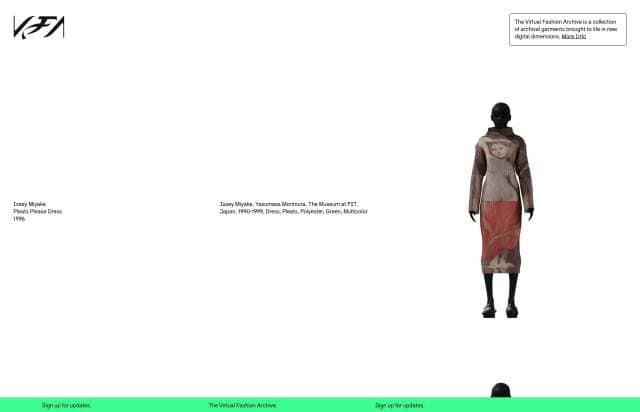 VFA
The Virtual Fashion Archive is a collection
of archival garments brought to life in new
digital dimensions. More Info
Issey Miyake
Pleats Please Dress
1996
Issey Miyake, Yasumasa Morimura, The Museum at FIT,
Japan, 1990-1999, Dress, Pleats, Polyester, Green, Multicolor
Sign up for updates.
The Virtual Fashion Archive.
Sign up for updates.